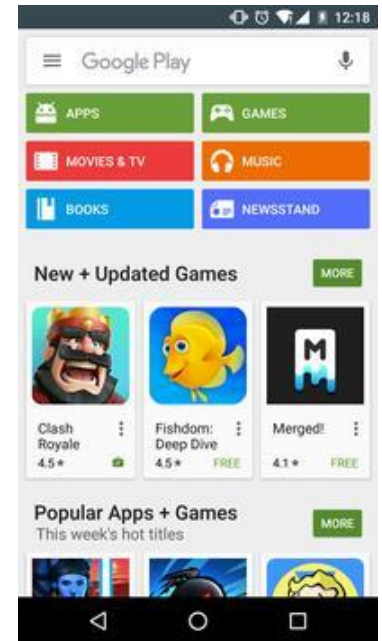 12:18
Google Play
APPS
GAMES
MOVIES & TV
MUSIC
BOOKS
NEWSSTAND
New + Updated Games
MORE
M
Clash
Royale
4.5★
Fishdom:
Deep Dive
4.5★ FREE
Merged!
4.1★ FREE
Popular Apps + Games
MORE
This week's hot titles